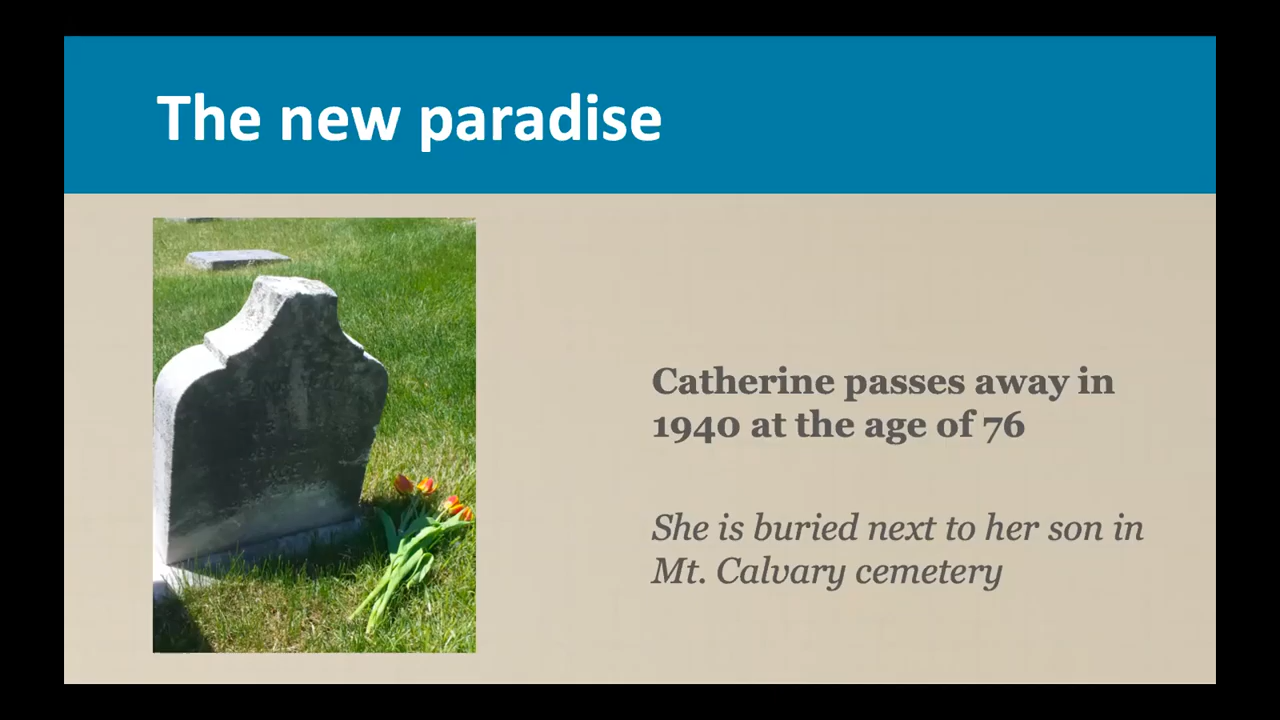 The new paradise
Catherine passes away in
1940 at the age of 76
She is buried next to her son in
Mt. Calvary cemetery